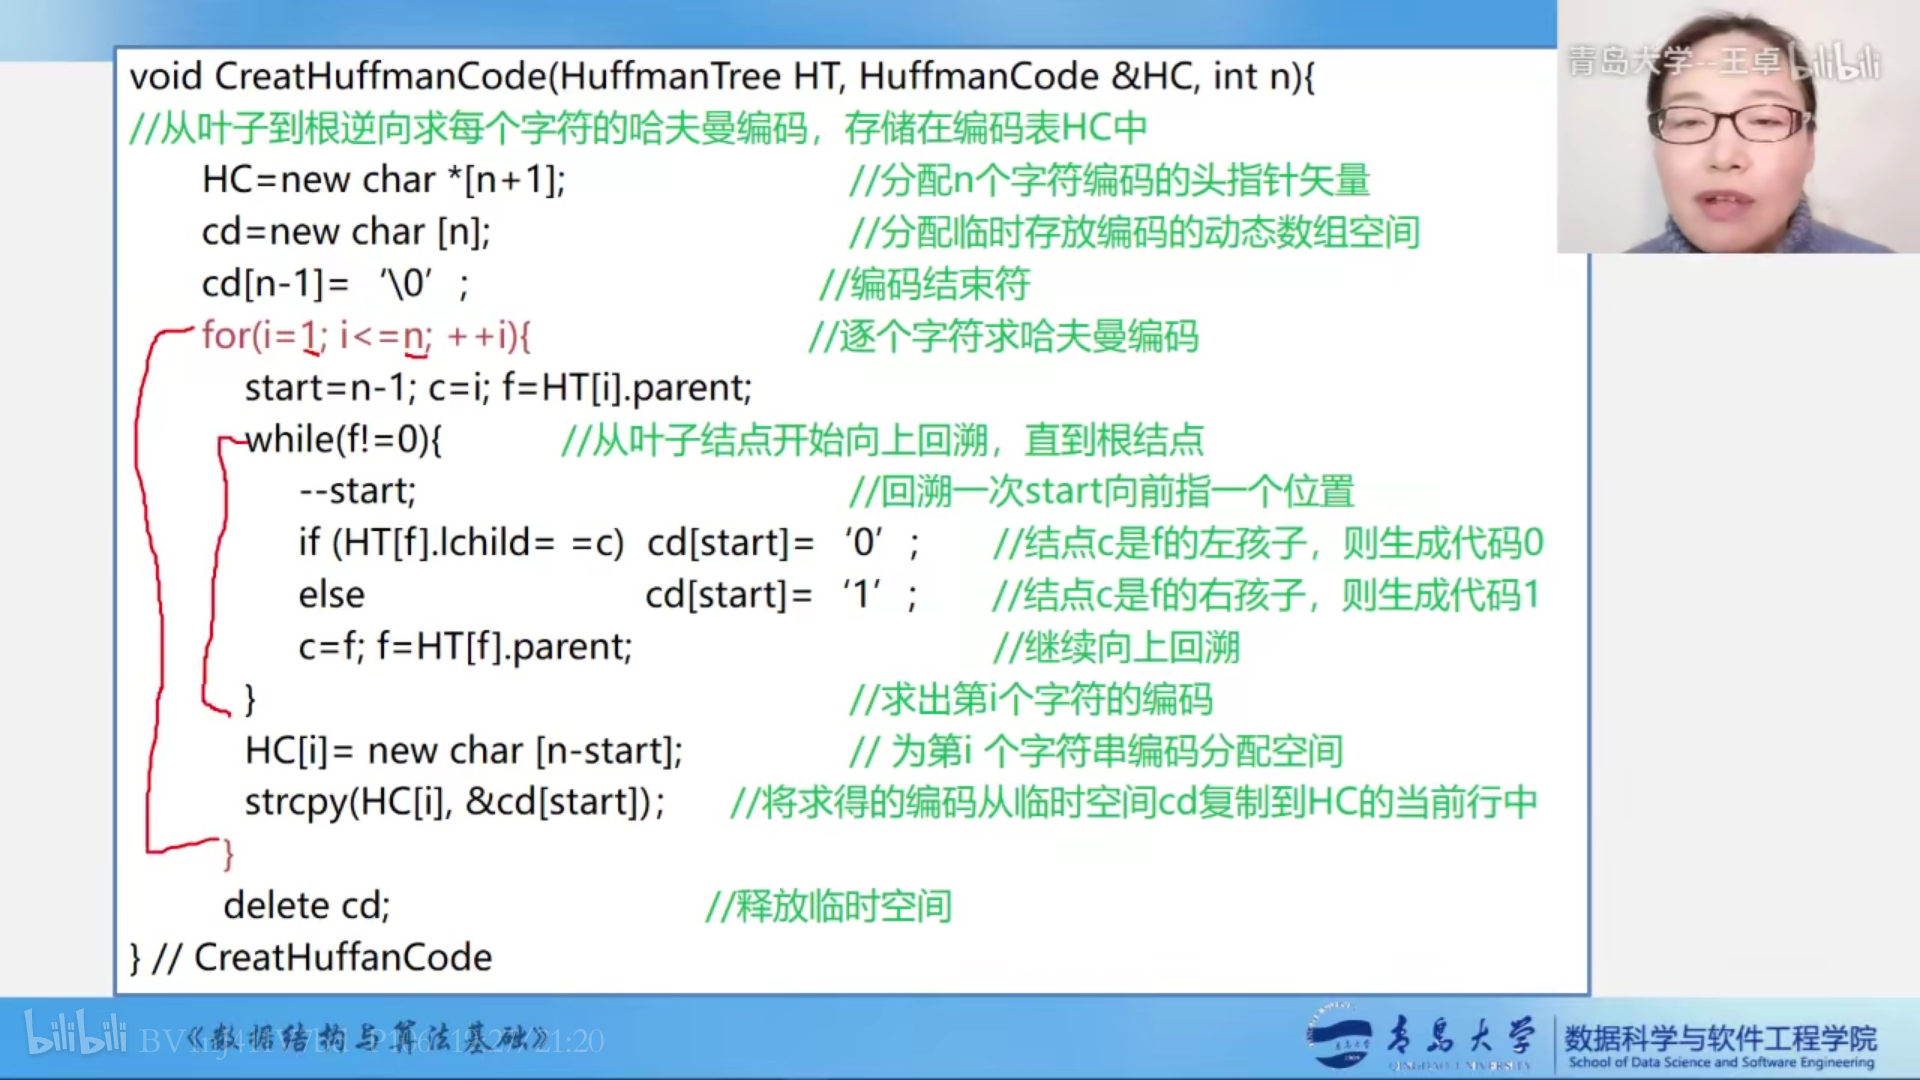 青岛大学--王卓 bilibili
void CreatHuffmanCode(HuffmanTree HT, HuffmanCode &HC, int n){
//从叶子到根逆向求每个字符的哈夫曼编码，存储在编码表HC中
HC=new char *[n+1]; //分配n个字符编码的头指针矢量
cd=new char [n]; //分配临时存放编码的动态数组空间
cd[n-1]= ‘\0’ ; //编码结束符
for(i=1; i<=n; ++i){ //逐个字符求哈夫曼编码
start=n-1; c=i; f=HT[i].parent;
while(f!=0){ //从叶子结点开始向上回溯，直到根结点
--start; //回溯一次start向前指一个位置
if (HT[f].lchild= =c) cd[start]= ‘0’ ; //结点c是f的左孩子，则生成代码0
else cd[start]= ‘1’ ; //结点c是f的右孩子，则生成代码1
c=f; f=HT[f].parent; //继续向上回溯
} //求出第i个字符的编码
HC[i]= new char [n-start]; // 为第i 个字符串编码分配空间
strcpy(HC[i], &cd[start]); //将求得的编码从临时空间cd复制到HC的当前行中
}
delete cd; //释放临时空间
} // CreatHuffanCode
bilibili
《数据结构与算法基础》
青岛大学
QINGDAO UNIVERSITY
数据科学与软件工程学院
School of Data Science and Software Engineering